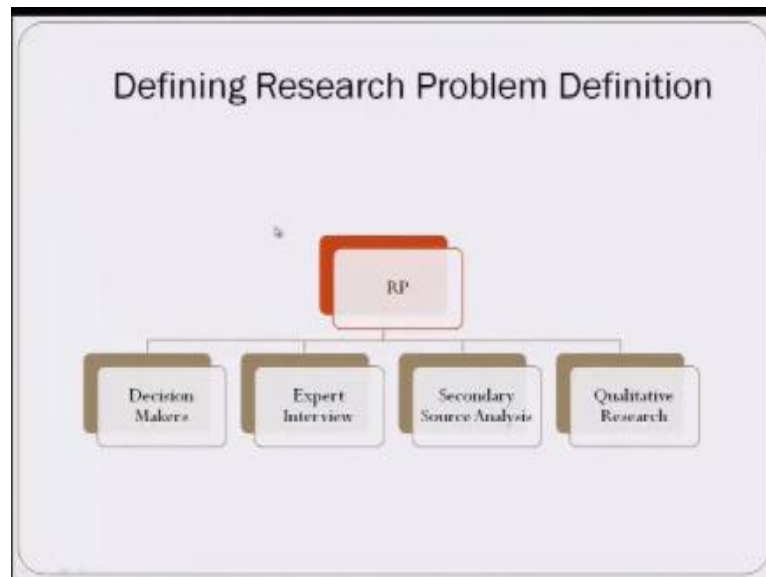 Defining Research Problem Definition
RP
Decision
Makers
Expert
Interview
Secondary
Source Analysis
Qualitative
Research